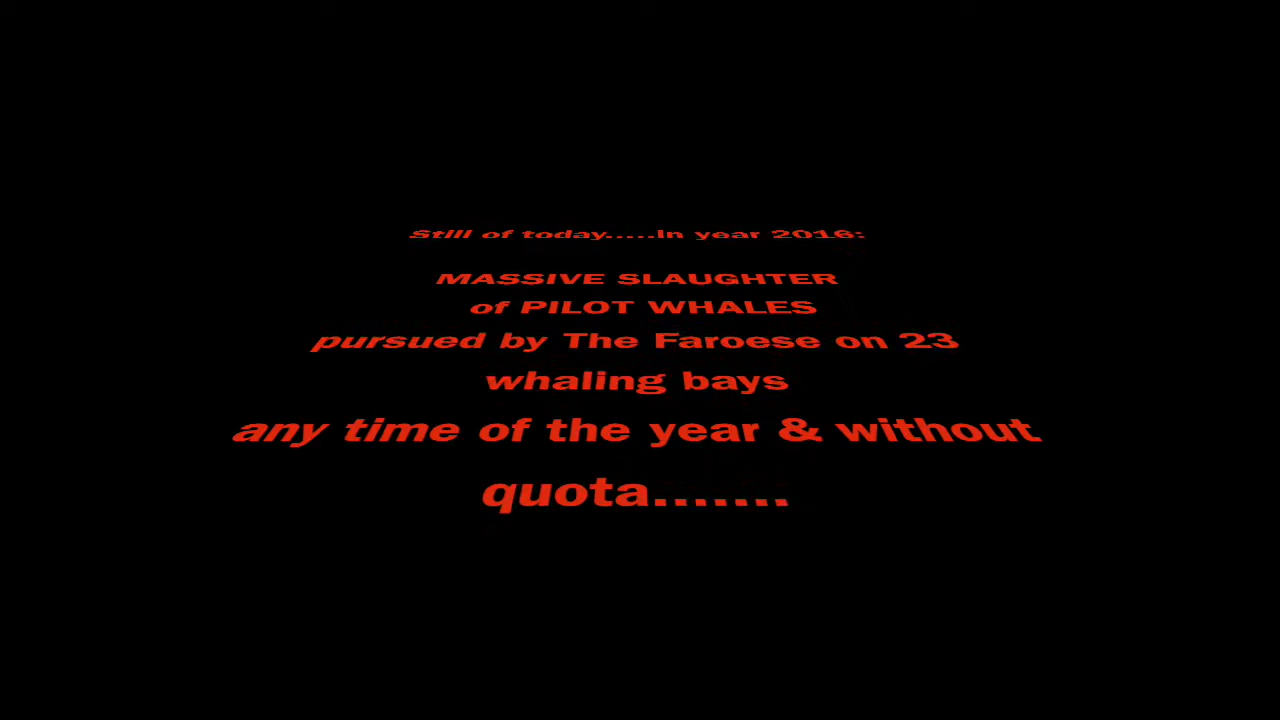 Still of today.....In year 2016:
MASSIVE SLAUGHTER
of PILOT WHALES
pursued by The Faroese on 23
whaling bays
any time of the year & without
quota.......